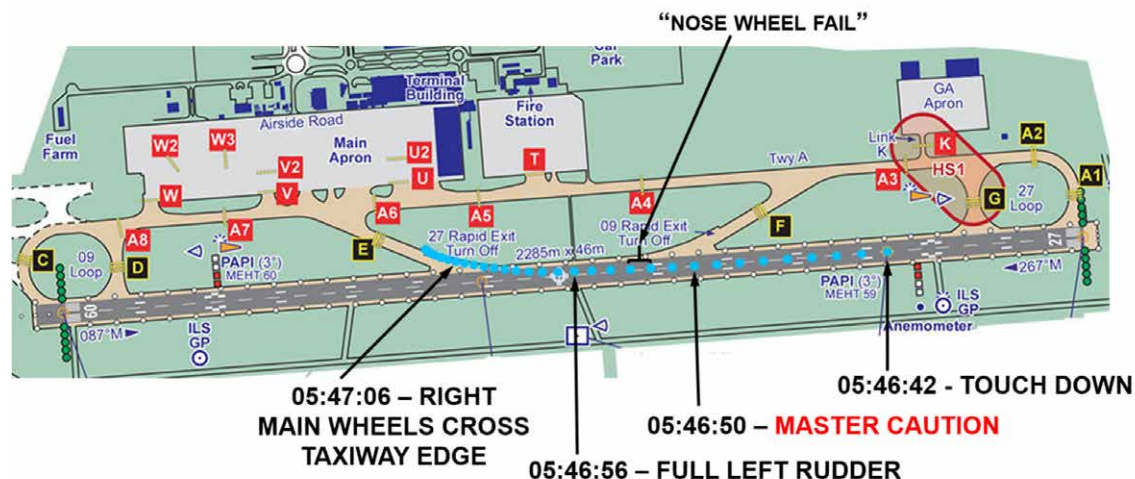 “NOSE WHEEL FAIL”
Car
Park
Terminal
Building
Fire
Station
GA
Apron
Fuel
Farm
Airside Road
Main
Apron
W2
W3
V2
U2
W
V
U
T
Link
K
K
A2
HS1
Twy A
A3
A1
A8
A7
A6
A5
A4
F
G
27
Loop
C
09
Loop
D
E
27 Rapid Exit
Turn Off
2285m x 46m
09 Rapid Exit
Turn Off
PAPI (3°)
MEHT 60
PAPI (3°)
MEHT 59
09
27
087°M
267°M
ILS
GP
ILS
GP
Anemometer
05:47:06 – RIGHT
MAIN WHEELS CROSS
TAXIWAY EDGE
05:46:56 – FULL LEFT RUDDER
05:46:50 – MASTER CAUTION
05:46:42 - TOUCH DOWN